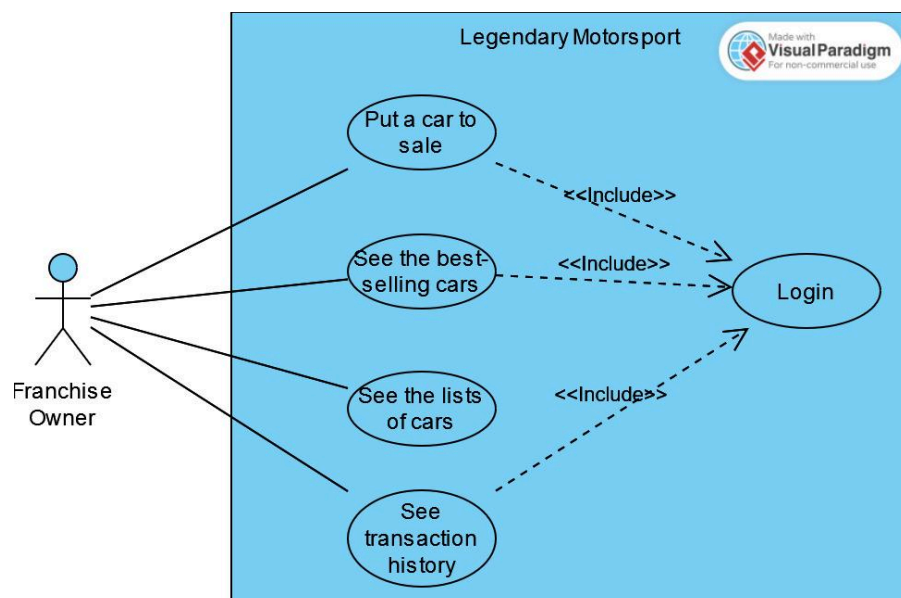 Legendary Motorsport
Made with
Visual Paradigm
For non-commercial use
Put a car to
sale
<<Include>>
See the best-
selling cars
<<Include>>
Login
Franchise
Owner
See the lists
of cars
<<Include>>
See
transaction
history